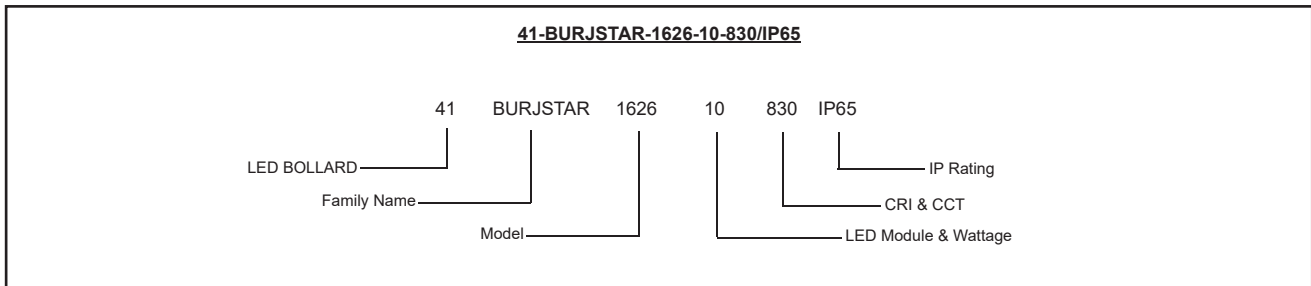 41-BURJSTAR-1626-10-830/IP65
41 BURJSTAR 1626 10 830 IP65
LED BOLLARD IP Rating
Family Name CRI & CCT
Model LED Module & Wattage